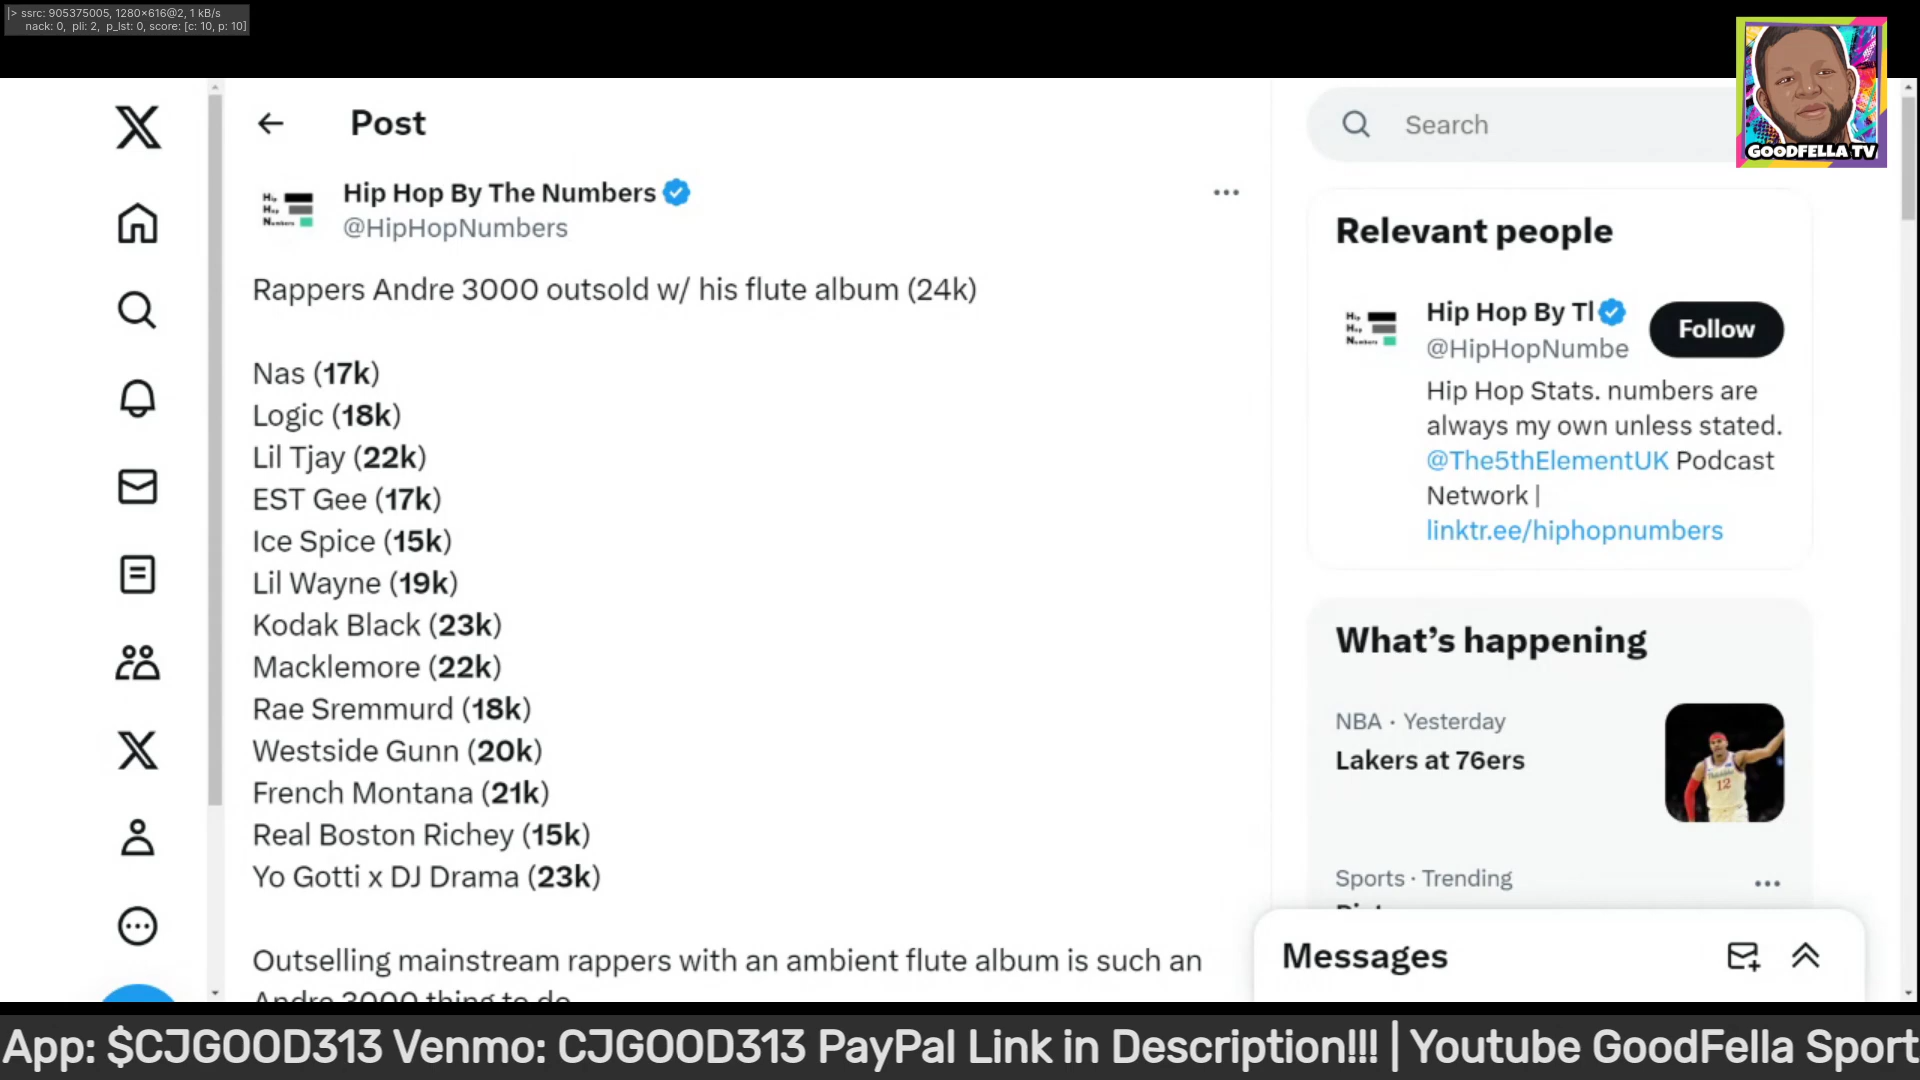 |> ssrc: 905375005, 1280×616@2, 1 kB/s
nack: 0, pli: 2, p_lst: 0, score: [c: 10, p: 10]
GOODFELLA TV
Post
Hip Hop By The Numbers
@HipHopNumbers
Rappers Andre 3000 outsold w/ his flute album (24k)
Nas (17k)
Logic (18k)
Lil Tjay (22k)
EST Gee (17k)
Ice Spice (15k)
Lil Wayne (19k)
Kodak Black (23k)
Macklemore (22k)
Rae Sremmurd (18k)
Westside Gunn (20k)
French Montana (21k)
Real Boston Richey (15k)
Yo Gotti x DJ Drama (23k)
Outselling mainstream rappers with an ambient flute album is such an
Andre 3000 thing to do
Search
Relevant people
Hip Hop By Tl
@HipHopNumbe
Follow
Hip Hop Stats. numbers are
always my own unless stated.
@The5thElementUK Podcast
Network |
linktr.ee/hiphopnumbers
What's happening
NBA · Yesterday
Lakers at 76ers
Sports · Trending
Messages
App: $CJGOOD313 Venmo: CJGOOD313 PayPal Link in Description!!! | Youtube GoodFella Sport